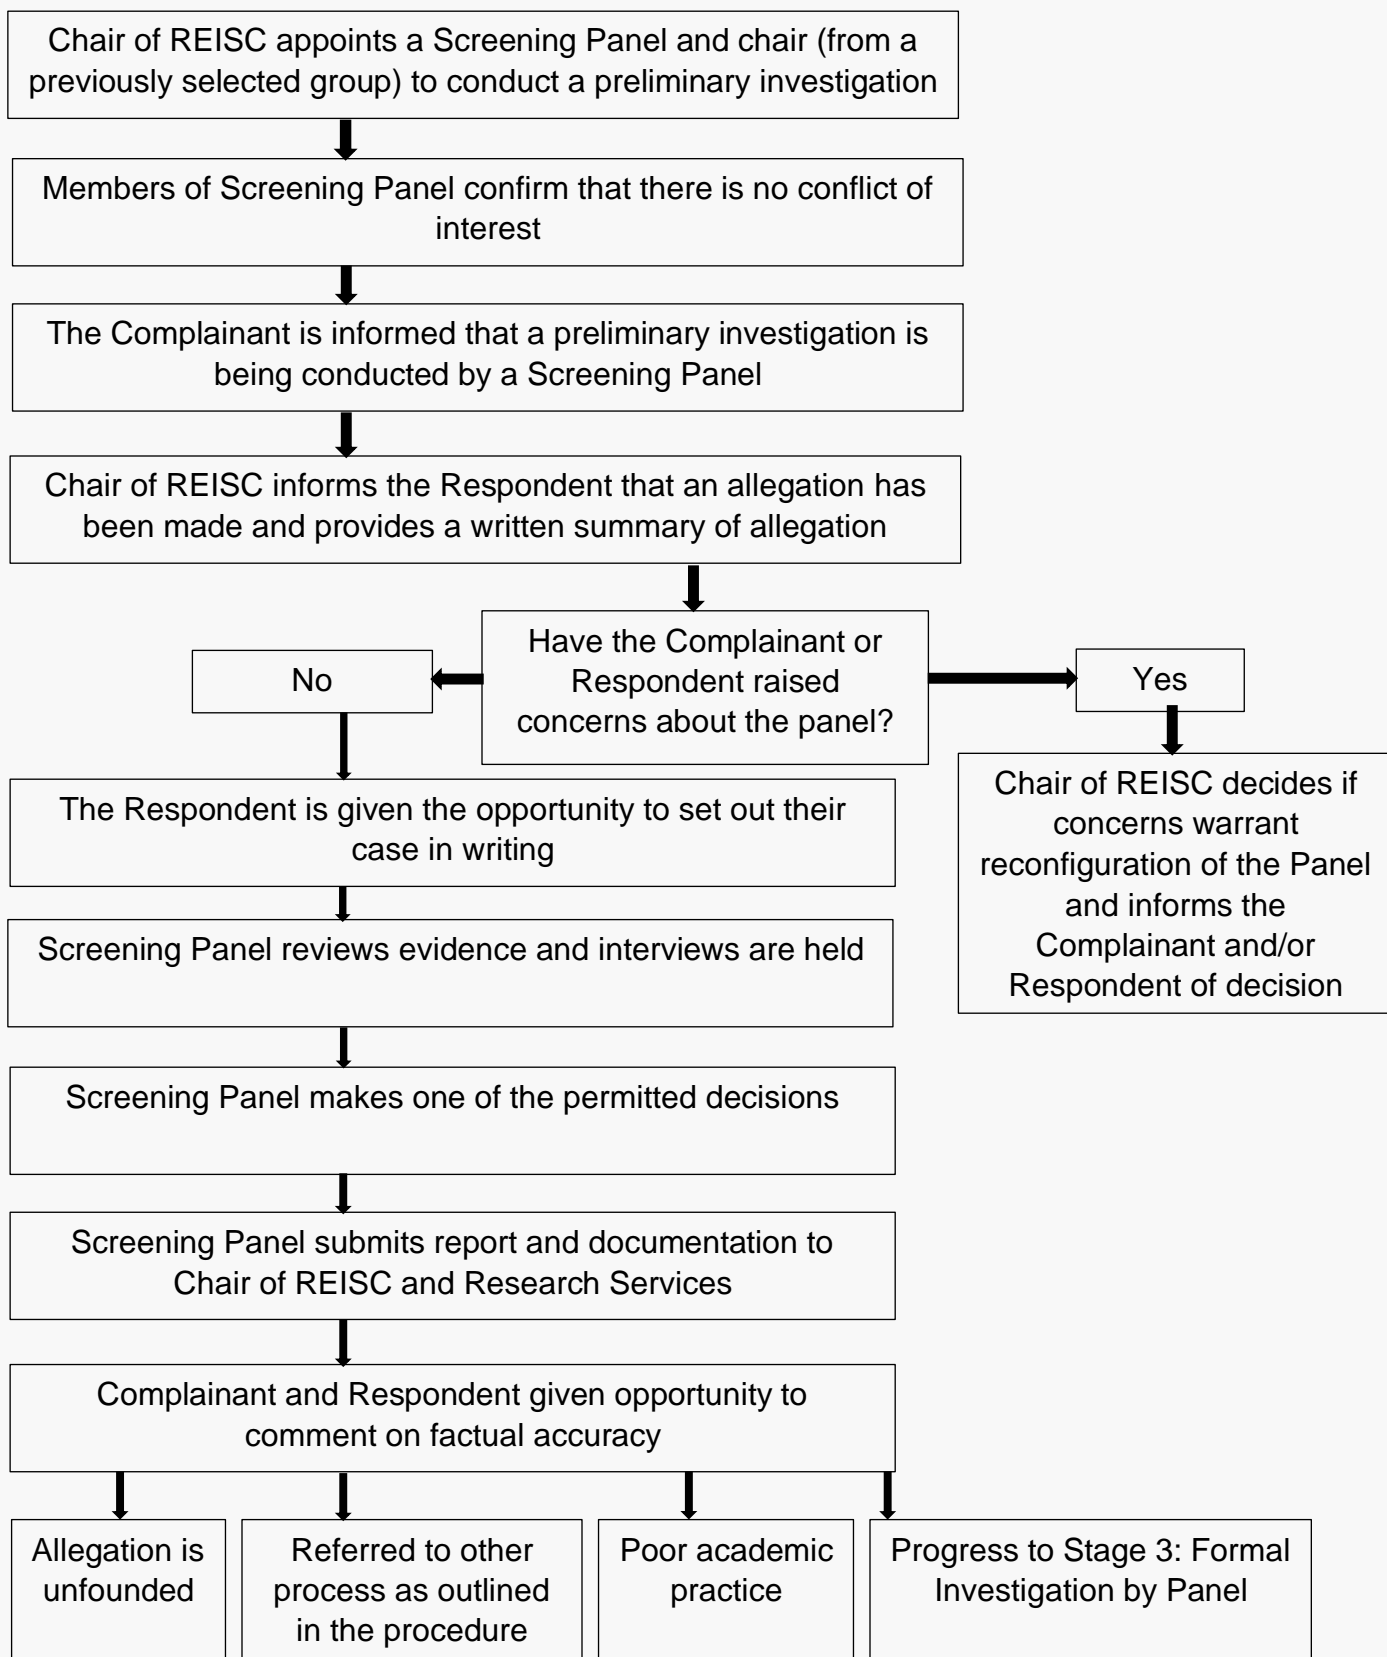 Chair of REISC appoints a Screening Panel and chair (from a
previously selected group) to conduct a preliminary investigation
Members of Screening Panel confirm that there is no conflict of
interest
The Complainant is informed that a preliminary investigation is
being conducted by a Screening Panel
Chair of REISC informs the Respondent that an allegation has
been made and provides a written summary of allegation
Have the Complainant or
Respondent raised
concerns about the panel?
No
Yes
Chair of REISC decides if
concerns warrant
reconfiguration of the Panel
and informs the
Complainant and/or
Respondent of decision
The Respondent is given the opportunity to set out their
case in writing
Screening Panel reviews evidence and interviews are held
Screening Panel makes one of the permitted decisions
Screening Panel submits report and documentation to
Chair of REISC and Research Services
Complainant and Respondent given opportunity to
comment on factual accuracy
Allegation is
unfounded
Referred to other
process as outlined
in the procedure
Poor academic
practice
Progress to Stage 3: Formal
Investigation by Panel